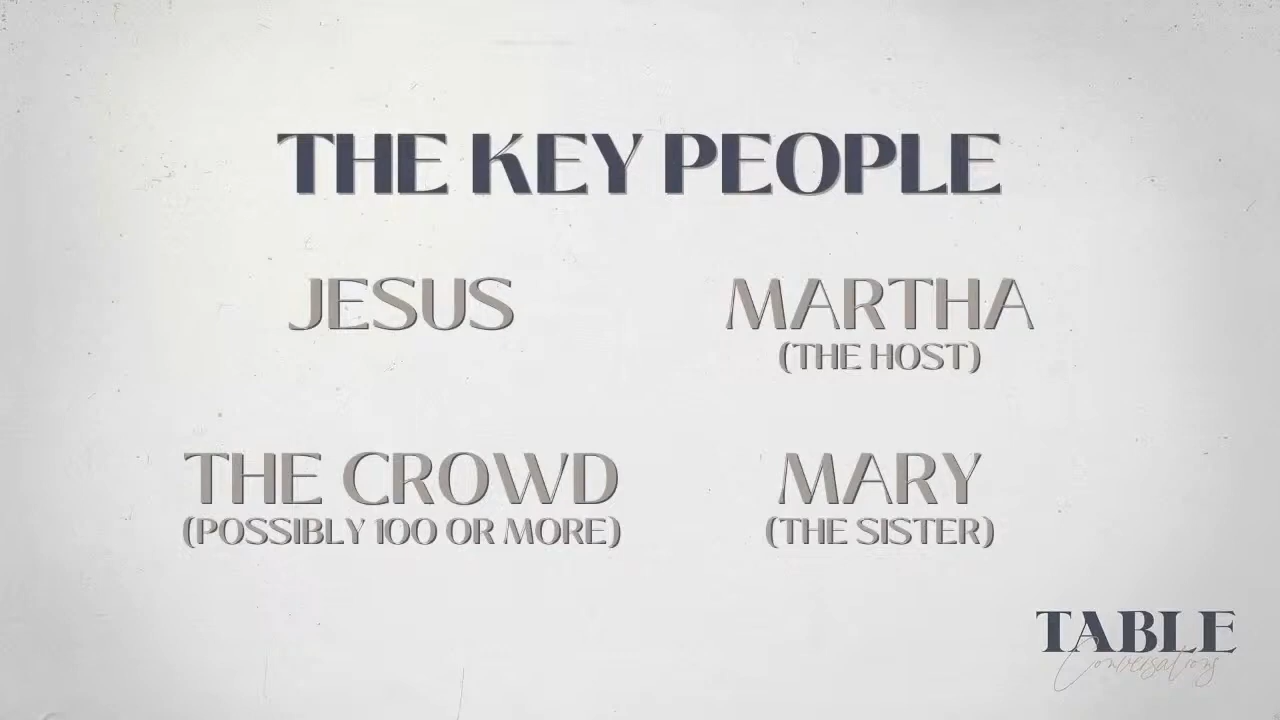 THE KEY PEOPLE
JESUS
MARTHA
(THE HOST)
THE CROWD
(POSSIBLY 100 OR MORE)
MARY
(THE SISTER)
TABLE
Conversations